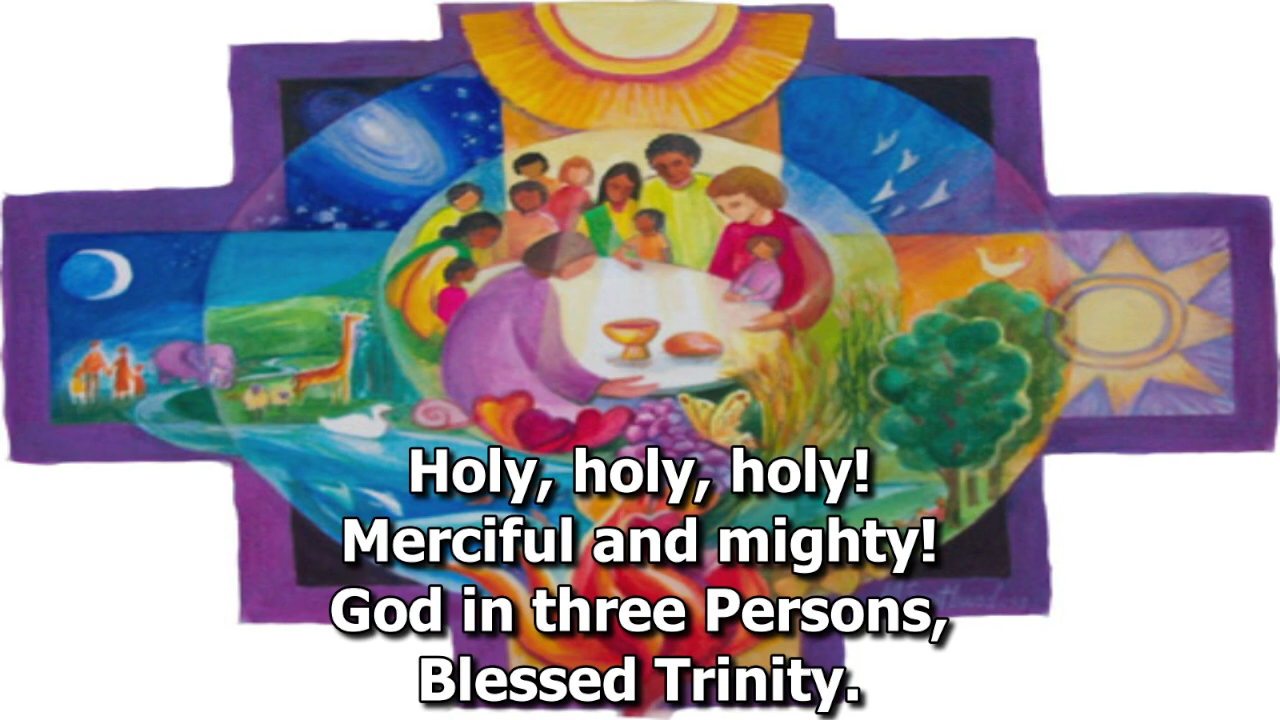 Holy, holy, holy!
Merciful and mighty!
God in three Persons,
Blessed Trinity.